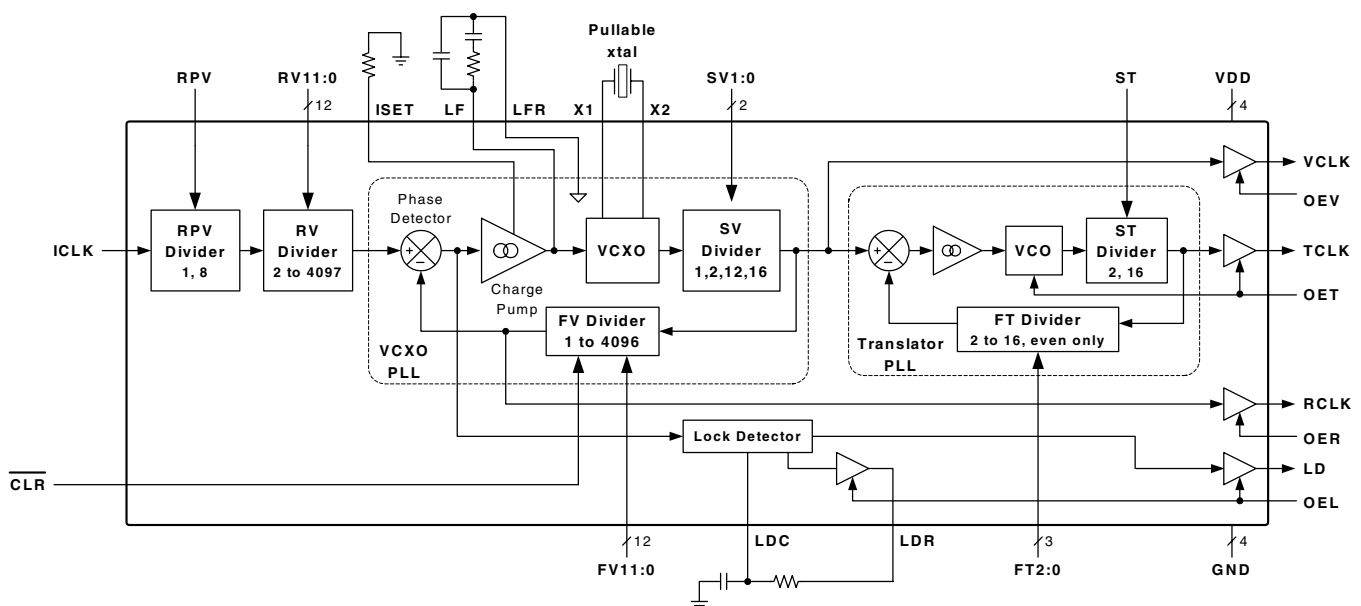 Pullable
xtal
RPV
RV11:0
12
ISET
LF
LFR
X1
X2
SV1:0
2
ST
VDD
4
VCLK
OEV
Phase
Detector
+
−
RPV
Divider
1, 8
RV
Divider
2 to 4097
ICLK
Charge
Pump
VCXO
SV
Divider
1,2,12,16
+
−
VCO
ST
Divider
2, 16
TCLK
OET
FV Divider
1 to 4096
VCXO
PLL
FT Divider
2 to 16, even only
Translator
PLL
RCLK
OER
Lock Detector
LD
OEL
CLR
12
FV11:0
LDC
LDR
3
FT2:0
4
GND